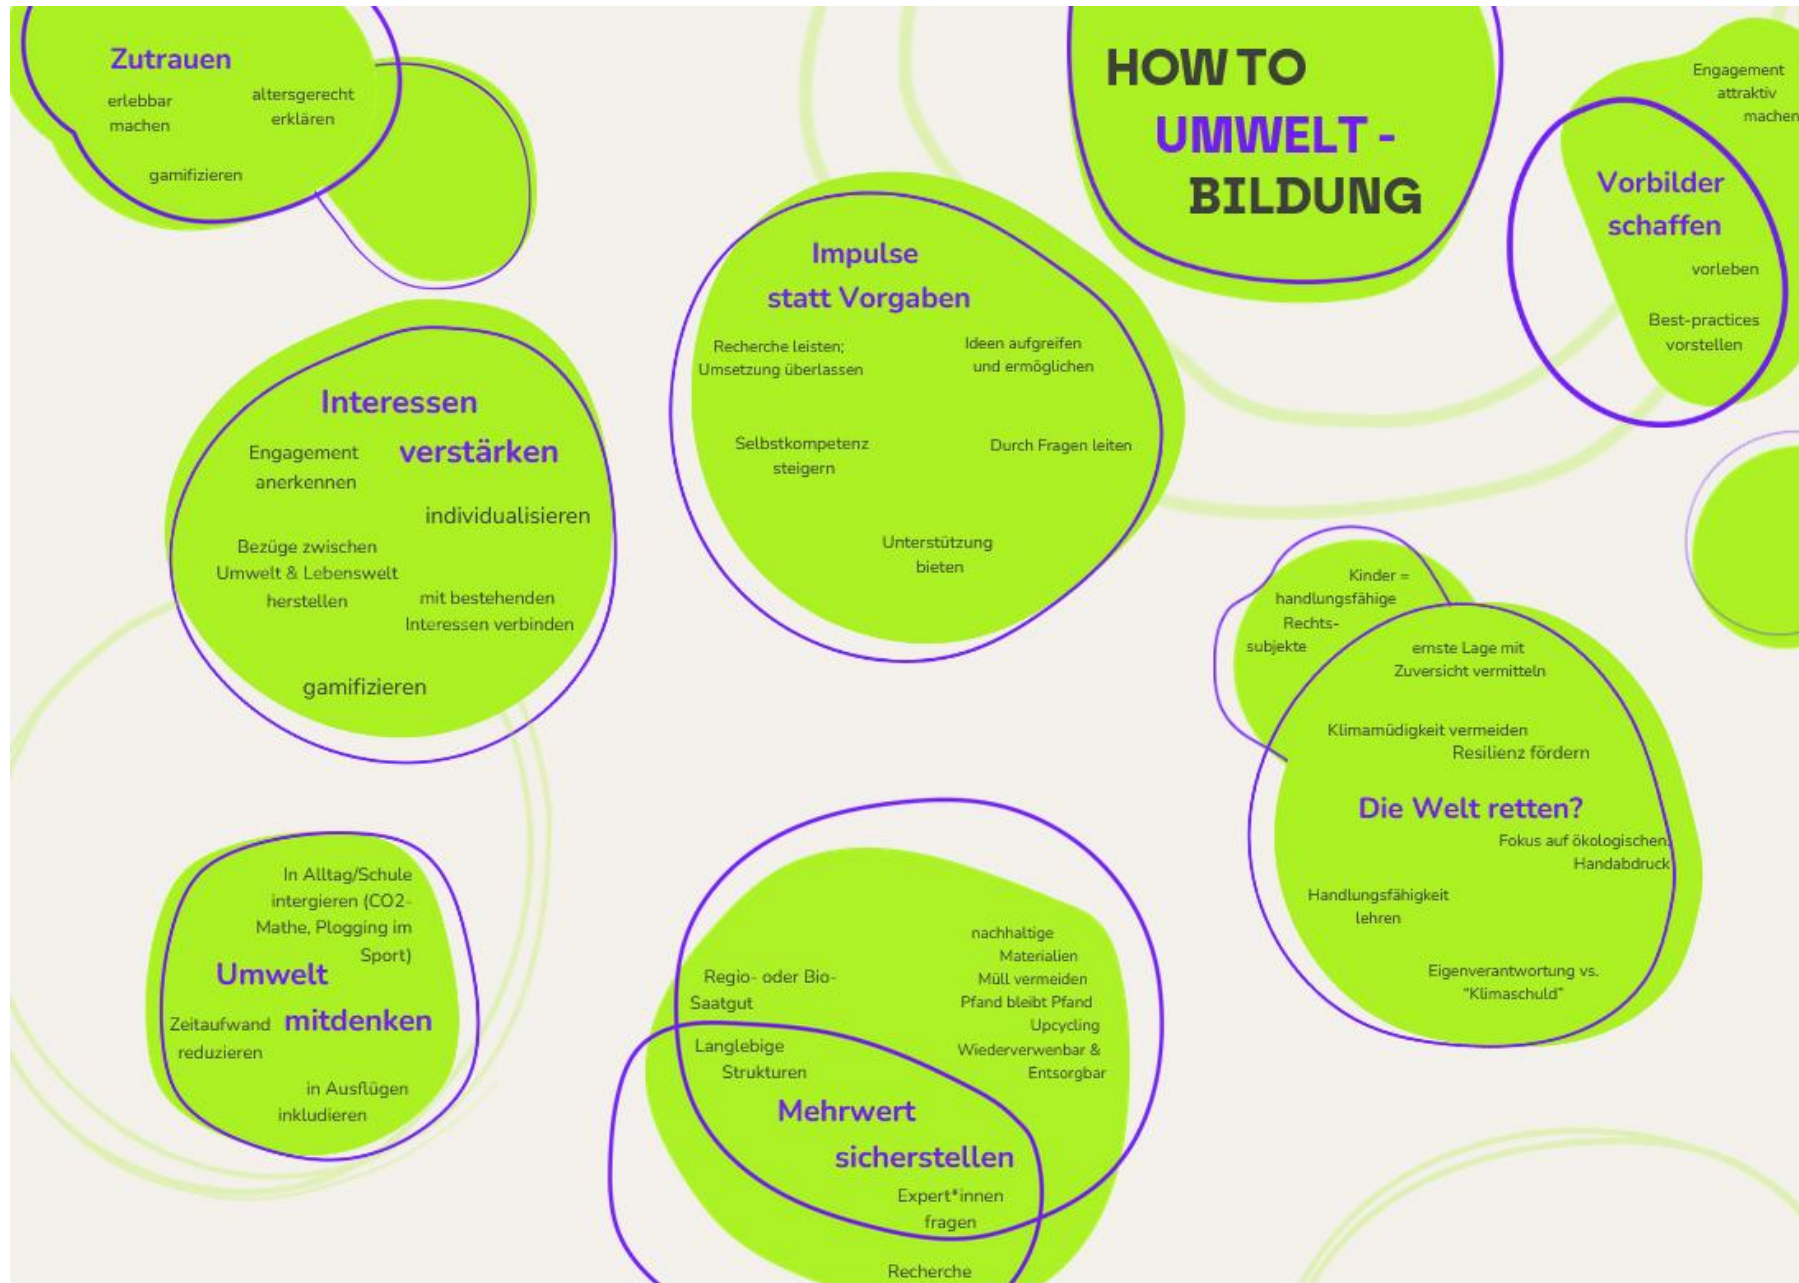 HOW TO
UMWELT -
BILDUNG
Zutrauen
erlebbar
machen
altersgerecht
erklären
gamifizieren
Impulse
statt Vorgaben
Recherche leisten;
Umsetzung überlassen
Ideen aufgreifen
und ermöglichen
Selbstkompetenz
steigern
Durch Fragen leiten
Unterstützung
bieten
Engagement
attraktiv
machen
Vorbilder
schaffen
vorleben
Best-practices
vorstellen
Interessen
verstärken
Engagement
anerkennen
individualisieren
Bezüge zwischen
Umwelt & Lebenswelt
herstellen
mit bestehenden
Interessen verbinden
gamifizieren
Kinder =
handlungsfähige
Rechts-
subjekte
ernste Lage mit
Zuversicht vermitteln
Klimamüdigkeit vermeiden
Resilienz fördern
Die Welt retten?
Fokus auf ökologischen.
Handabdruck
Handlungsfähigkeit
lehren
Eigenverantwortung vs.
“Klimaschuld”
In Alltag/Schule
intergieren (CO2-
Mathe, Plogging im
Sport)
Umwelt
mitdenken
Zeitaufwand
reduzieren
in Ausflügen
inkludieren
Regio- oder Bio-
Saatgut
Langlebige
Strukturen
nachhaltige
Materialien
Müll vermeiden
Pfand bleibt Pfand
Upcycling
Wiederverwenbar &
Entsorgbar
Mehrwert
sicherstellen
Expert*innen
fragen
Recherche